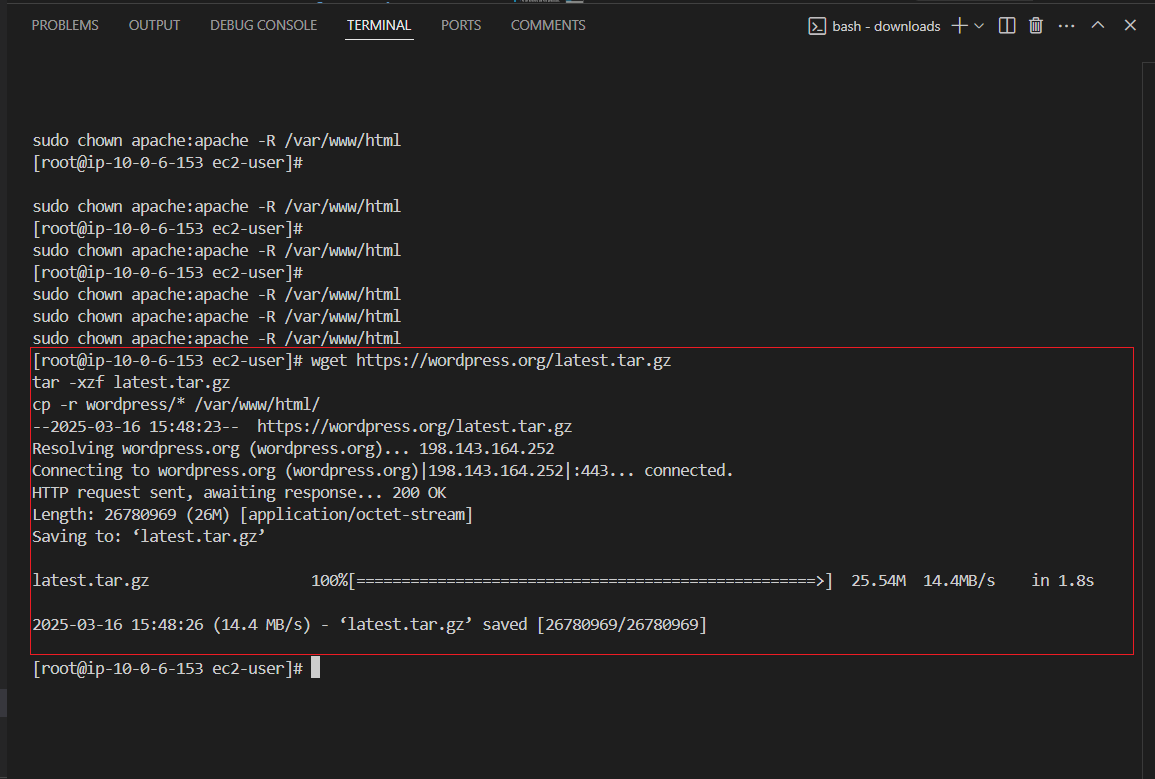 PROBLEMS OUTPUT DEBUG CONSOLE TERMINAL PORTS COMMENTS bash - downloads
sudo chown apache:apache -R /var/www/html
[root@ip-10-0-6-153 ec2-user]#
sudo chown apache:apache -R /var/www/html
[root@ip-10-0-6-153 ec2-user]#
sudo chown apache:apache -R /var/www/html
[root@ip-10-0-6-153 ec2-user]#
sudo chown apache:apache -R /var/www/html
sudo chown apache:apache -R /var/www/html
sudo chown apache:apache -R /var/www/html
[root@ip-10-0-6-153 ec2-user]# wget https://wordpress.org/latest.tar.gz
tar -xzf latest.tar.gz
cp -r wordpress/* /var/www/html/
--2025-03-16 15:48:23--  https://wordpress.org/latest.tar.gz
Resolving wordpress.org (wordpress.org)... 198.143.164.252
Connecting to wordpress.org (wordpress.org)|198.143.164.252|:443... connected.
HTTP request sent, awaiting response... 200 OK
Length: 26780969 (26M) [application/octet-stream]
Saving to: ‘latest.tar.gz’
latest.tar.gz                  100%[===================================================>]  25.54M  14.4MB/s    in 1.8s
2025-03-16 15:48:26 (14.4 MB/s) - ‘latest.tar.gz’ saved [26780969/26780969]
[root@ip-10-0-6-153 ec2-user]#